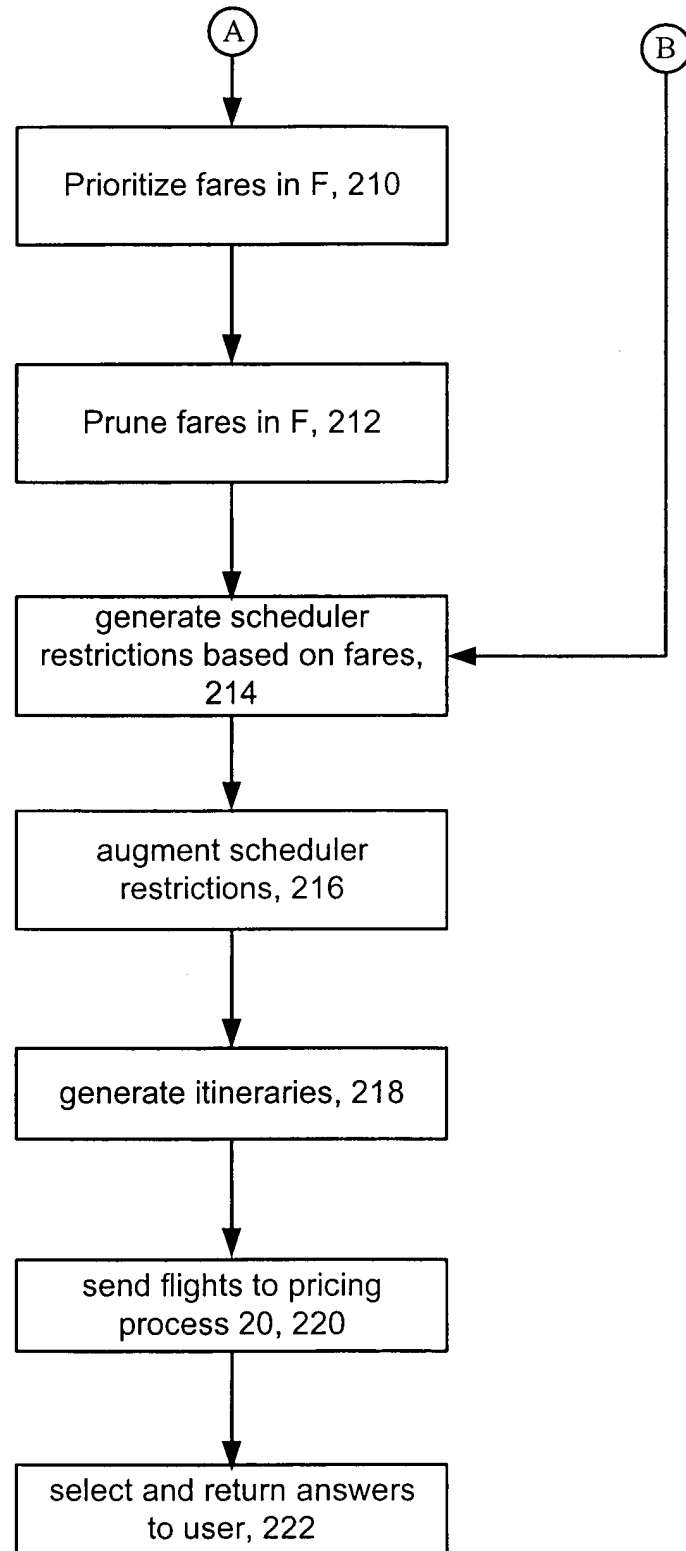 A
B
Prioritize fares in F, 210
Prune fares in F, 212
generate scheduler
restrictions based on fares,
214
augment scheduler
restrictions, 216
generate itineraries, 218
send flights to pricing
process 20, 220
select and return answers
to user, 222